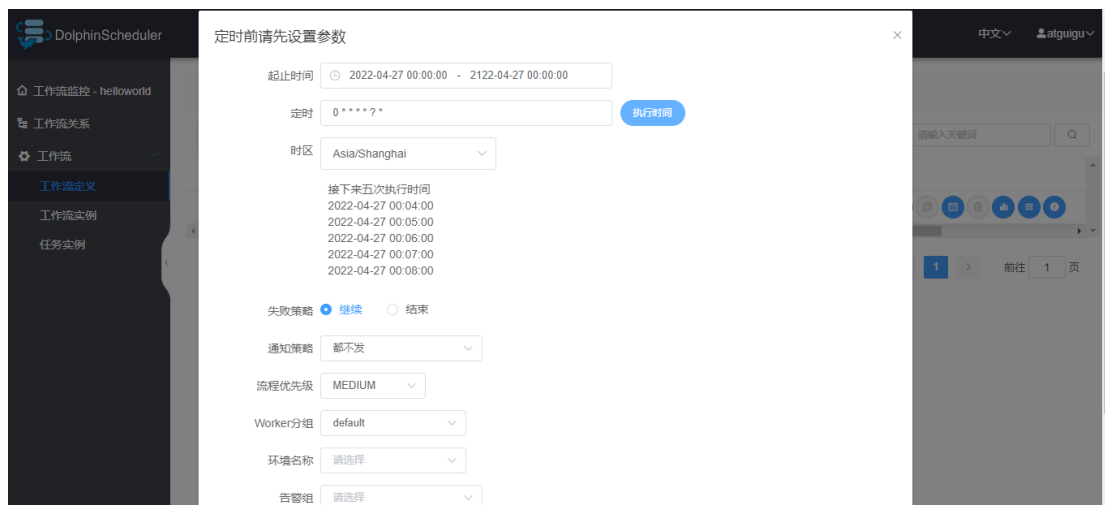 DolphinScheduler
定时前请先设置参数
中文
atguigu
工作流监控 - helloworld
起止时间 2022-04-27 00:00:00 - 2122-04-27 00:00:00
工作流关系
定时 0 * * * * ? * 执行时间
请输入关键词
工作流
时区 Asia/Shanghai
工作流定义
接下来五次执行时间
2022-04-27 00:04:00
工作流实例
2022-04-27 00:05:00
2022-04-27 00:06:00
任务实例
2022-04-27 00:07:00
2022-04-27 00:08:00
1 前往 1 页
失败策略 继续 结束
通知策略 都不发
流程优先级 MEDIUM
Worker分组 default
环境名称 请选择
告警组 请选择